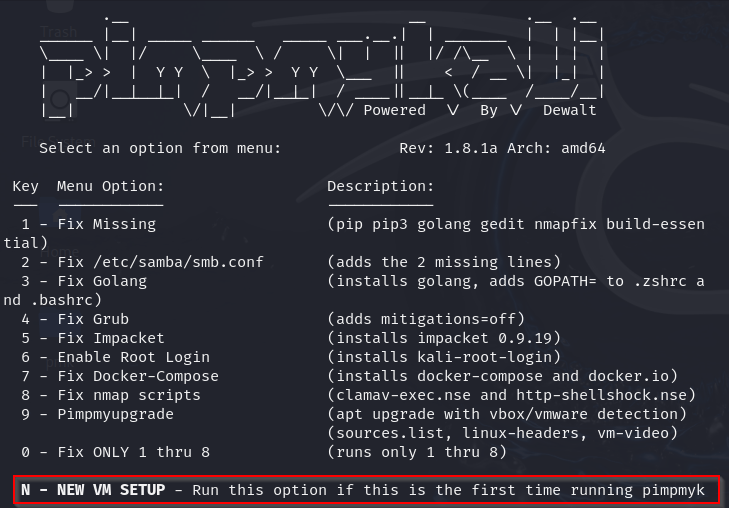 Powered \/ By \/ Dewalt
Select an option from menu: Rev: 1.8.1a Arch: amd64
Key Menu Option: Description:
--- ------------ ------------
1 - Fix Missing (pip pip3 golang gedit nmapfix build-essen
tial)
2 - Fix /etc/samba/smb.conf (adds the 2 missing lines)
3 - Fix Golang (installs golang, adds GOPATH= to .zshrc a
nd .bashrc)
4 - Fix Grub (adds mitigations=off)
5 - Fix Impacket (installs impacket 0.9.19)
6 - Enable Root Login (installs kali-root-login)
7 - Fix Docker-Compose (installs docker-compose and docker.io)
8 - Fix nmap scripts (clamav-exec.nse and http-shellshock.nse)
9 - Pimpmyupgrade (apt upgrade with vbox/vmware detection)
(sources.list, linux-headers, vm-video)
0 - Fix ONLY 1 thru 8 (runs only 1 thru 8)
N - NEW VM SETUP - Run this option if this is the first time running pimpmyk